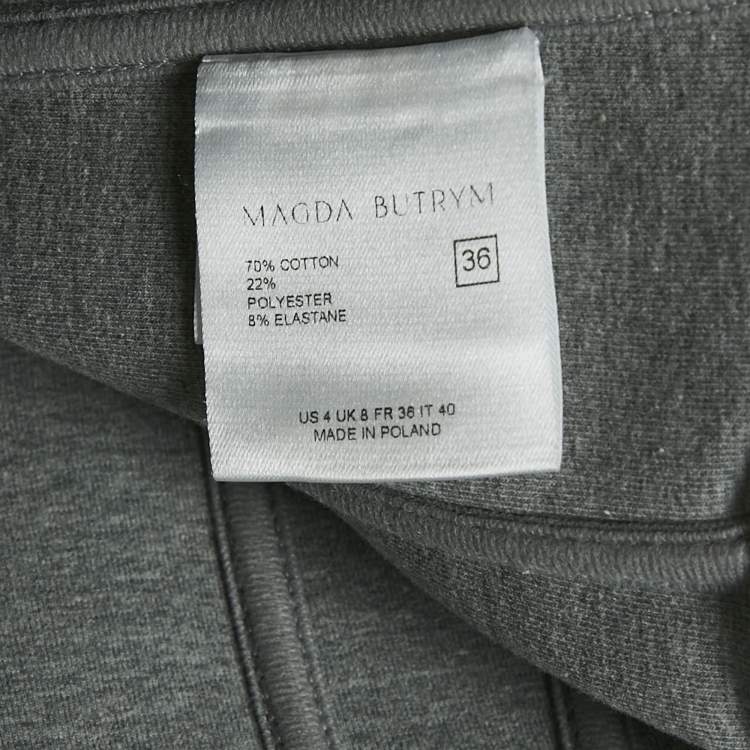 MAGDA BUTRYM
70% COTTON
22%
POLYESTER
8% ELASTANE
36
US 4 UK 8 FR 36 IT 40
MADE IN POLAND